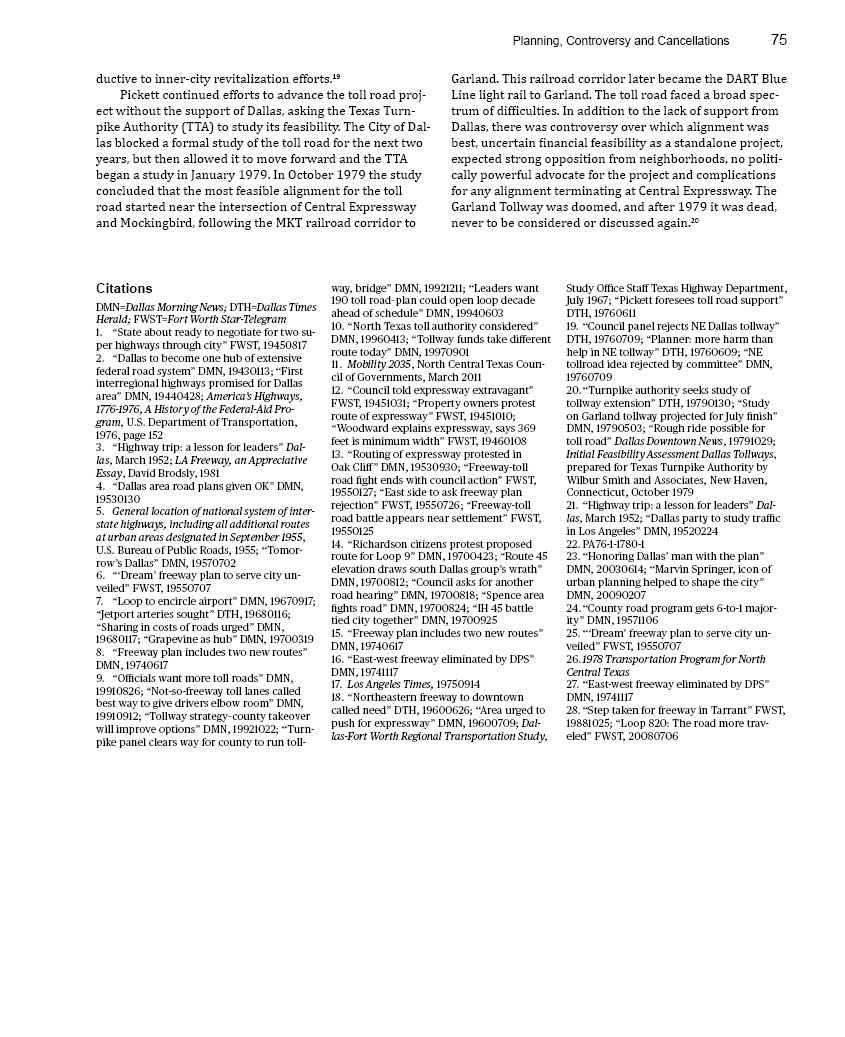 Planning, Controversy and Cancellations 75
ductive to inner-city revitalization efforts.¹⁹
Pickett continued efforts to advance the toll road proj-
ect without the support of Dallas, asking the Texas Turn-
pike Authority (TTA) to study its feasibility. The City of Dal-
las blocked a formal study of the toll road for the next two
years, but then allowed it to move forward and the TTA
began a study in January 1979. In October 1979 the study
concluded that the most feasible alignment for the toll
road started near the intersection of Central Expressway
and Mockingbird, following the MKT railroad corridor to
Garland. This railroad corridor later became the DART Blue
Line light rail to Garland. The toll road faced a broad spec-
trum of difficulties. In addition to the lack of support from
Dallas, there was controversy over which alignment was
best, uncertain financial feasibility as a standalone project,
expected strong opposition from neighborhoods, no politi-
cally powerful advocate for the project and complications
for any alignment terminating at Central Expressway. The
Garland Tollway was doomed, and after 1979 it was dead,
never to be considered or discussed again.²⁰
Citations
DMN=Dallas Morning News; DTH=Dallas Times
Herald; FWST=Fort Worth Star-Telegram
1. “State about ready to negotiate for two su-
per highways through city” FWST, 19450817
2. “Dallas to become one hub of extensive
federal road system” DMN, 19430113; “First
interregional highways promised for Dallas
area” DMN, 19440428; America’s Highways,
1776-1976, A History of the Federal-Aid Pro-
gram, U.S. Department of Transportation,
1976, page 152
3. “Highway trip: a lesson for leaders” Dal-
las, March 1952; LA Freeway, an Appreciative
Essay, David Brodsly, 1981
4. “Dallas area road plans given OK” DMN,
19530130
5. General location of national system of inter-
state highways, including all additional routes
at urban areas designated in September 1955,
U.S. Bureau of Public Roads, 1955; “Tomor-
row’s Dallas” DMN, 19570702
6. “‘Dream’ freeway plan to serve city un-
veiled” FWST, 19550707
7. “Loop to encircle airport” DMN, 19670917;
“Jetport arteries sought” DTH, 19680116;
“Sharing in costs of roads urged” DMN,
19680117; “Grapevine as hub” DMN, 19700319
8. “Freeway plan includes two new routes”
DMN, 19740617
9. “Officials want more toll roads” DMN,
19910826; “Not-so-freeway toll lanes called
best way to give drivers elbow room” DMN,
19910912; “Tollway strategy-county takeover
will improve options” DMN, 19921022; “Turn-
pike panel clears way for county to run toll-
way, bridge” DMN, 19921211; “Leaders want
190 toll road-plan could open loop decade
ahead of schedule” DMN, 19940603
10. “North Texas toll authority considered”
DMN, 19960413; “Tollway funds take different
route today” DMN, 19970901
11. Mobility 2035, North Central Texas Coun-
cil of Governments, March 2011
12. “Council told expressway extravagant”
FWST, 19451031; “Property owners protest
route of expressway” FWST, 19451010;
“Woodward explains expressway, says 369
feet is minimum width” FWST, 19460108
13. “Routing of expressway protested in
Oak Cliff” DMN, 19530930; “Freeway-toll
road fight ends with council action” FWST,
19550127; “East side to ask freeway plan
rejection” FWST, 19550726; “Freeway-toll
road battle appears near settlement” FWST,
19550125
14. “Richardson citizens protest proposed
route for Loop 9” DMN, 19700423; “Route 45
elevation draws south Dallas group’s wrath”
DMN, 19700812; “Council asks for another
road hearing” DMN, 19700818; “Spence area
fights road” DMN, 19700824; “IH 45 battle
tied city together” DMN, 19700925
15. “Freeway plan includes two new routes”
DMN, 19740617
16. “East-west freeway eliminated by DPS”
DMN, 19741117
17. Los Angeles Times, 19750914
18. “Northeastern freeway to downtown
called need” DTH, 19600626; “Area urged to
push for expressway” DMN, 19600709; Dal-
las-Fort Worth Regional Transportation Study,
Study Office Staff Texas Highway Department,
July 1967; “Pickett foresees toll road support”
DTH, 19760611
19. “Council panel rejects NE Dallas tollway”
DTH, 19760709; “Planner: more harm than
help in NE tollway” DTH, 19760609; “NE
tollroad idea rejected by committee” DMN,
19760709
20.“Turnpike authority seeks study of
tollway extension” DTH, 19790130; “Study
on Garland tollway projected for July finish”
DMN, 19790503; “Rough ride possible for
toll road” Dallas Downtown News, 19791029;
Initial Feasibility Assessment Dallas Tollways,
prepared for Texas Turnpike Authority by
Wilbur Smith and Associates, New Haven,
Connecticut, October 1979
21. “Highway trip: a lesson for leaders” Dal-
las, March 1952; “Dallas party to study traffic
in Los Angeles” DMN, 19520224
22. PA76-1-1780-1
23. “Honoring Dallas’ man with the plan”
DMN, 20030614; “Marvin Springer, icon of
urban planning helped to shape the city”
DMN, 20090207
24.“County road program gets 6-to-1 major-
ity” DMN, 19571106
25. “‘Dream’ freeway plan to serve city un-
veiled” FWST, 19550707
26.1978 Transportation Program for North
Central Texas
27. “East-west freeway eliminated by DPS”
DMN, 19741117
28. “Step taken for freeway in Tarrant” FWST,
19881025; “Loop 820: The road more trav-
eled” FWST, 20080706